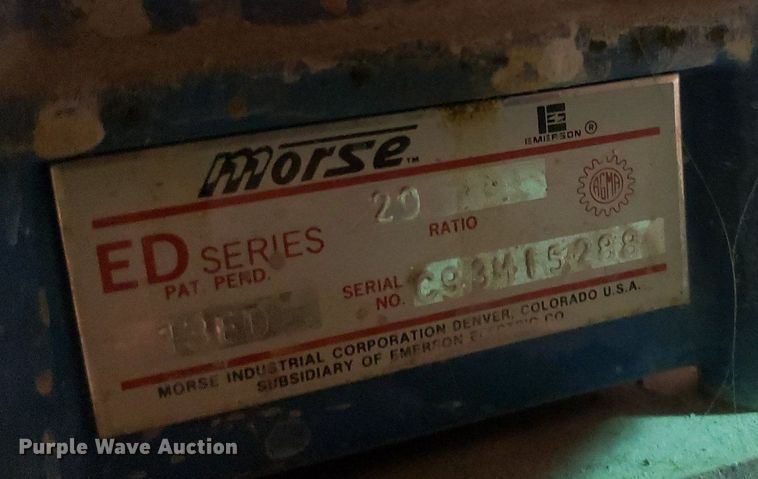 morse™
EMERSON ®
AGMA
20
RATIO
ED SERIES
PAT. PEND.
SERIAL NO. C93M15288
MORSE INDUSTRIAL CORPORATION DENVER, COLORADO U.S.A.
SUBSIDIARY OF EMERSON ELECTRIC CO.
Purple Wave Auction